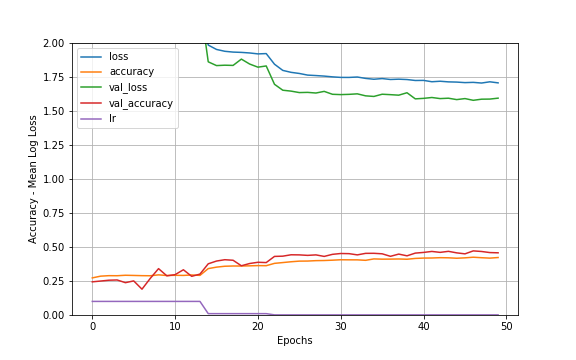 loss
accuracy
val_loss
val_accuracy
lr
Accuracy - Mean Log Loss
2.00
1.75
1.50
1.25
1.00
0.75
0.50
0.25
0.00
0 10 20 30 40 50
Epochs